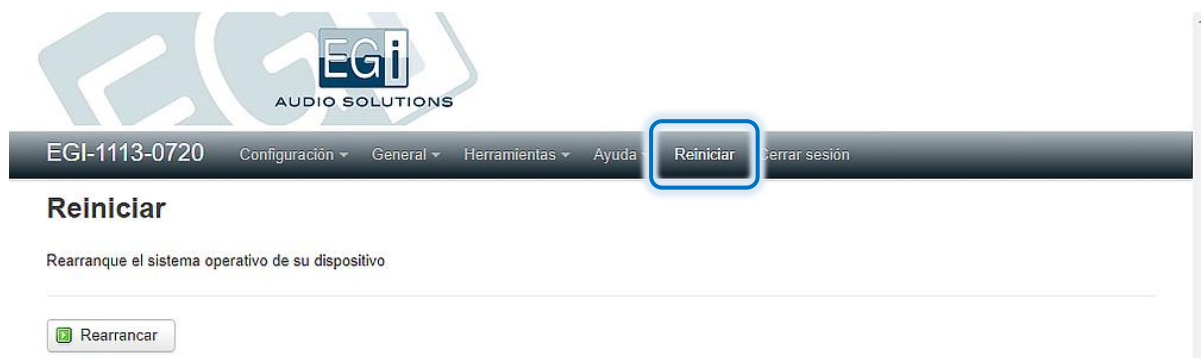 EGi
AUDIO SOLUTIONS
EGI-1113-0720 Configuración General Herramientas Ayuda Reiniciar Cerrar sesión
Reiniciar
Rearranque el sistema operativo de su dispositivo
Rearrancar